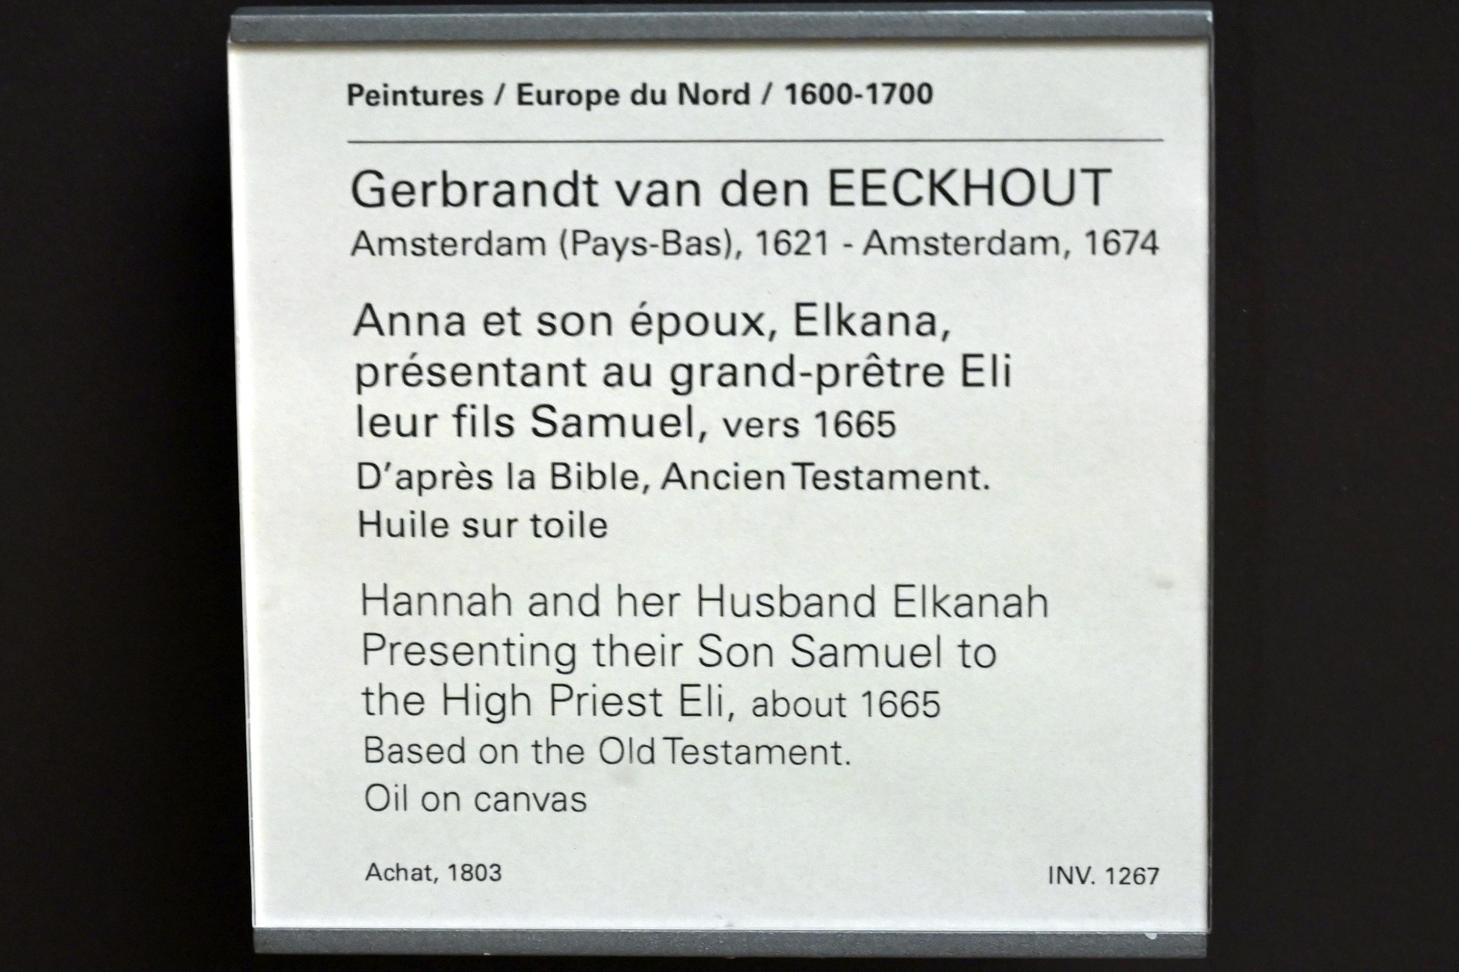 Peintures / Europe du Nord / 1600-1700
Gerbrandt van den EECKHOUT
Amsterdam (Pays-Bas), 1621 - Amsterdam, 1674
Anna et son époux, Elkana,
présentant au grand-prêtre Eli
leur fils Samuel, vers 1665
D'après la Bible, Ancien Testament.
Huile sur toile
Hannah and her Husband Elkanah
Presenting their Son Samuel to
the High Priest Eli, about 1665
Based on the Old Testament.
Oil on canvas
Achat, 1803
INV. 1267